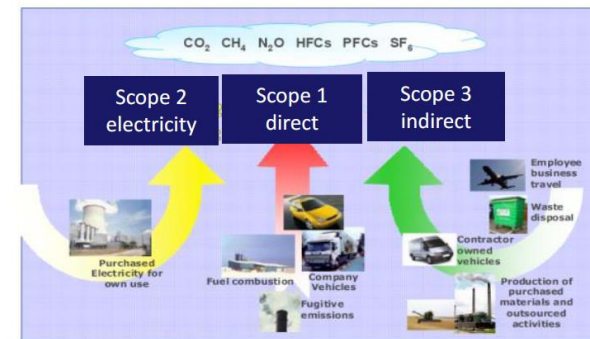 CO₂ CH₄ N₂O HFCs PFCs SF₆
Scope 2
electricity
Scope 1
direct
Scope 3
indirect
Employee
business
travel
Waste
disposal
Contractor
owned
vehicles
Purchased
Electricity for
own use
Fuel combustion
Company
Vehicles
Fugitive
emissions
Production of
purchased
materials and
outsourced
activities